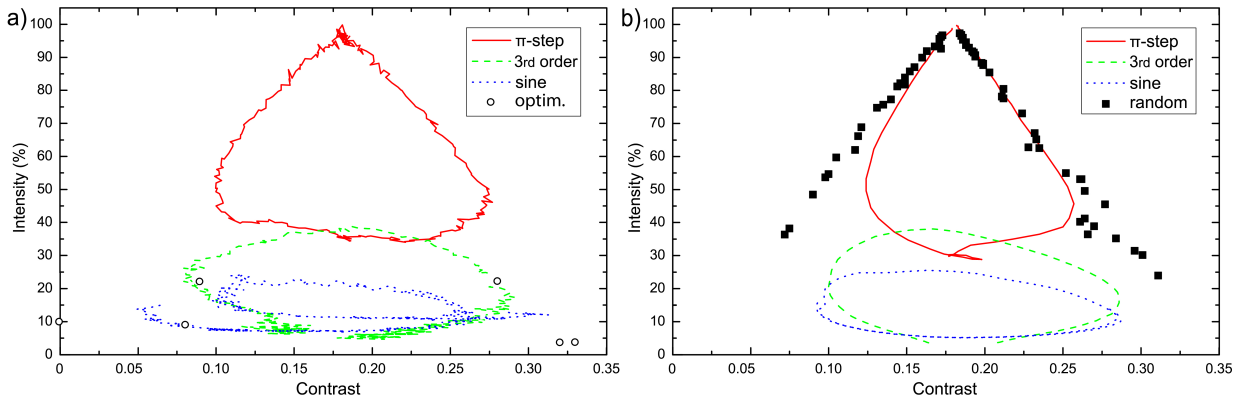 a)
100
90
80
70
60
50
40
30
20
10
0
Intensity (%)
0
0.05
0.10
0.15
0.20
0.25
0.30
0.35
Contrast
π-step
3rd order
sine
optim.
b)
100
90
80
70
60
50
40
30
20
10
0
Intensity (%)
0.05
0.10
0.15
0.20
0.25
0.30
0.35
Contrast
π-step
3rd order
sine
random